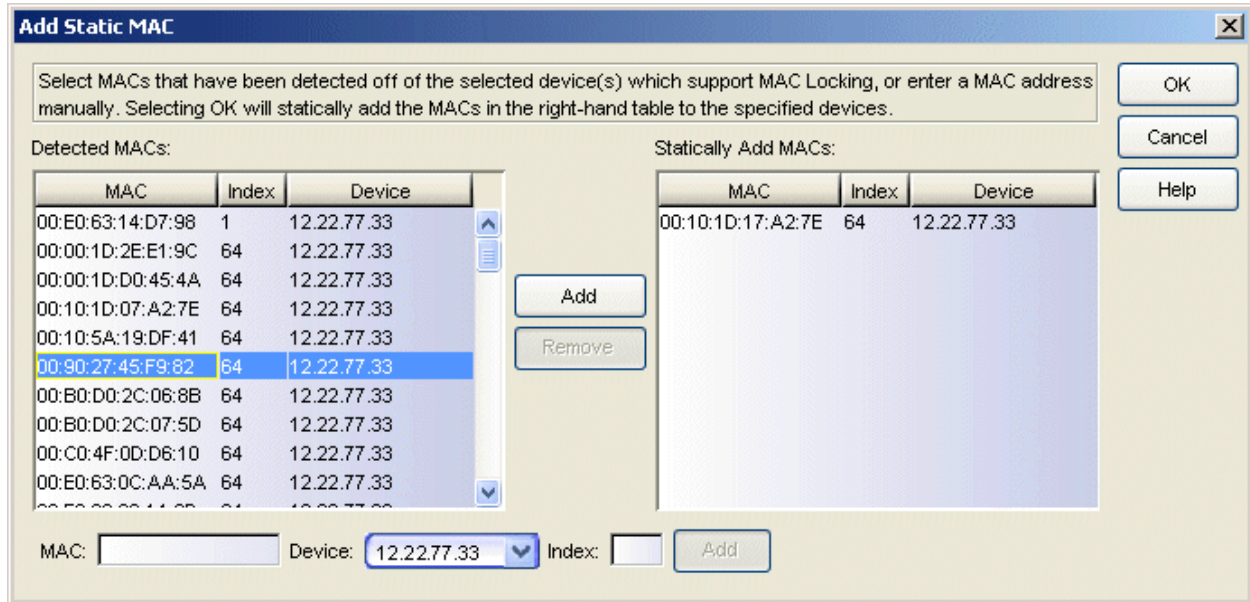 Add Static MAC
Select MACs that have been detected off of the selected device(s) which support MAC Locking, or enter a MAC address
manually. Selecting OK will statically add the MACs in the right-hand table to the specified devices.
OK
Cancel
Help
Detected MACs:
MAC Index Device
00:E0:63:14:D7:98 1 12.22.77.33
00:00:1D:2E:E1:9C 64 12.22.77.33
00:00:1D:D0:45:4A 64 12.22.77.33
00:10:1D:07:A2:7E 64 12.22.77.33
00:10:5A:19:DF:41 64 12.22.77.33
00:90:27:45:F9:82 64 12.22.77.33
00:B0:D0:2C:06:8B 64 12.22.77.33
00:B0:D0:2C:07:5D 64 12.22.77.33
00:C0:4F:0D:D6:10 64 12.22.77.33
00:E0:63:0C:AA:5A 64 12.22.77.33
Add
Remove
Statically Add MACs:
MAC Index Device
00:10:1D:17:A2:7E 64 12.22.77.33
MAC: Device: 12.22.77.33 Index: Add